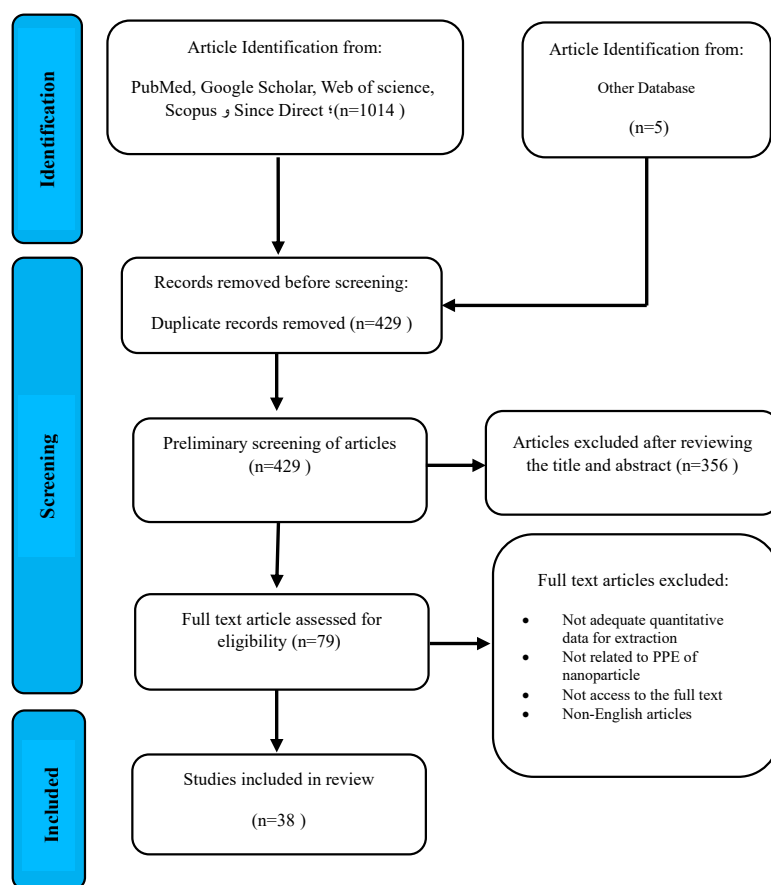 Identification
Article Identification from:
PubMed, Google Scholar, Web of science,
Scopus و Since Direct ؛(n=1014 )
Article Identification from:
Other Database
(n=5)
Screening
Records removed before screening:
Duplicate records removed (n=429 )
Preliminary screening of articles
(n=429 )
Articles excluded after reviewing
the title and abstract (n=356 )
Full text article assessed for
eligibility (n=79)
Full text articles excluded:
• Not adequate quantitative
data for extraction
• Not related to PPE of
nanoparticle
• Not access to the full text
• Non-English articles
Included
Studies included in review
(n=38 )